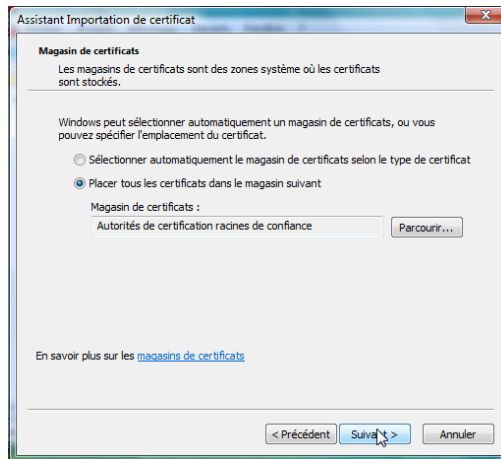 Assistant Importation de certificat
Magasin de certificats
Les magasins de certificats sont des zones système où les certificats
sont stockés.
Windows peut sélectionner automatiquement un magasin de certificats, ou vous
pouvez spécifier l'emplacement du certificat.
Sélectionner automatiquement le magasin de certificats selon le type de certificat
Placer tous les certificats dans le magasin suivant
Magasin de certificats :
Autorités de certification racines de confiance
Parcourir...
En savoir plus sur les magasins de certificats
< Précédent
Suivant >
Annuler